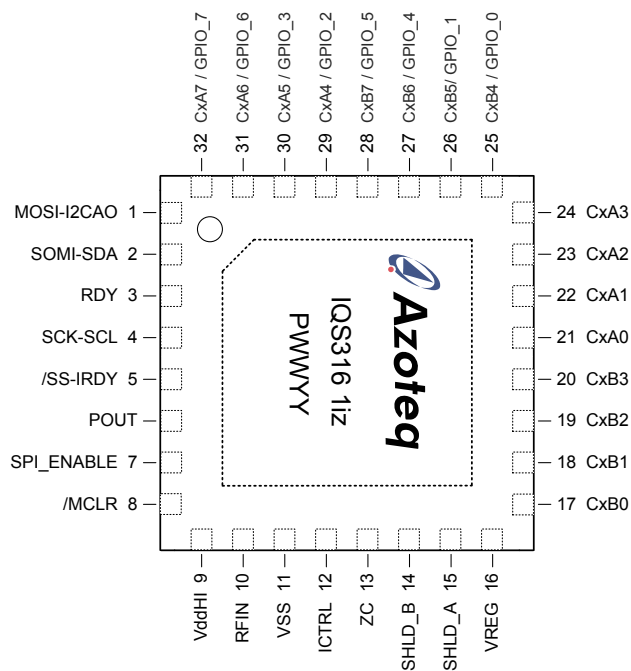 32 CxA7 / GPIO_7
31 CxA6 / GPIO_6
30 CxA5 / GPIO_3
29 CxA4 / GPIO_2
28 CxB7 / GPIO_5
27 CxB6 / GPIO_4
26 CxB5/ GPIO_1
25 CxB4 / GPIO_0
MOSI-I2CAO 1
SOMI-SDA 2
RDY 3
SCK-SCL 4
/SS-IRDY 5
POUT
SPI_ENABLE 7
/MCLR 8
Azoteq
IQS316 1iz
PWWYY
24 CxA3
23 CxA2
22 CxA1
21 CxA0
20 CxB3
19 CxB2
18 CxB1
17 CxB0
VddHI 9
RFIN 10
VSS 11
ICTRL 12
ZC 13
SHLD_B 14
SHLD_A 15
VREG 16